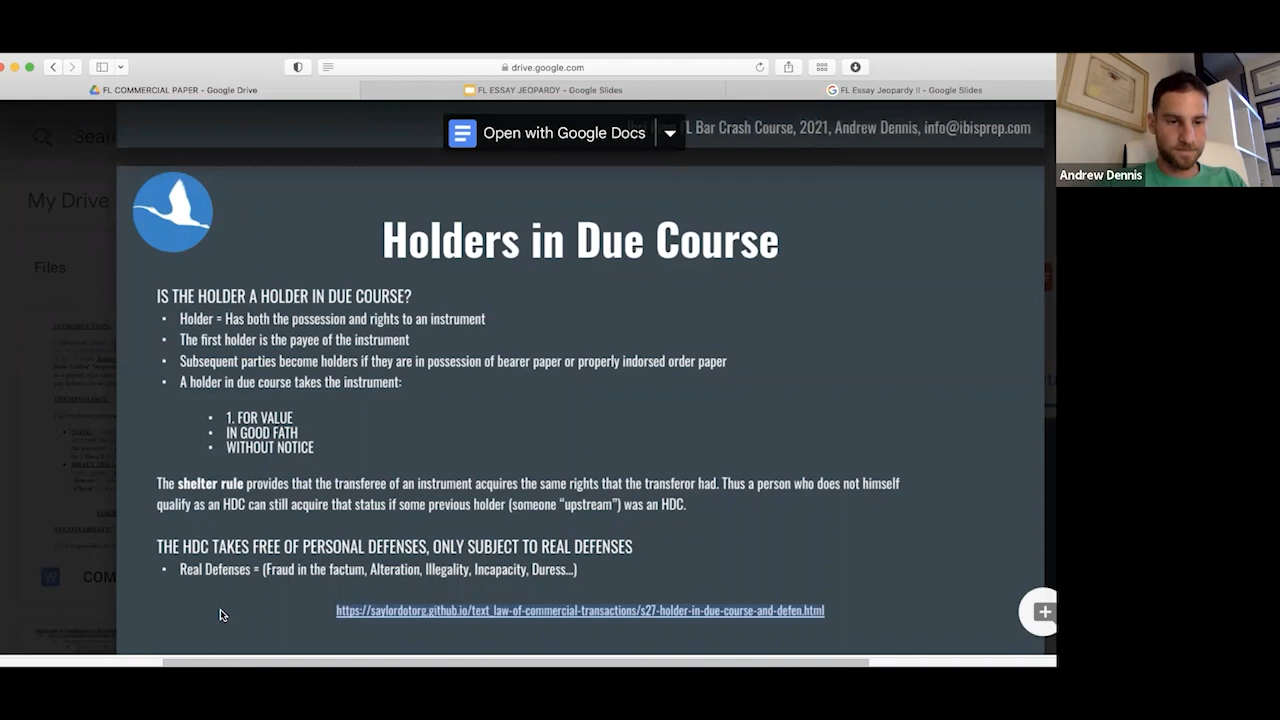 drive.google.com
FL COMMERCIAL PAPER - Google Drive
FL ESSAY JEOPARDY - Google Slides
FL Essay Jeopardy II - Google Slides
Open with Google Docs
FL Bar Crash Course, 2021, Andrew Dennis, info@ibisprep.com
My Drive
Files
Andrew Dennis
Holders in Due Course
IS THE HOLDER A HOLDER IN DUE COURSE?
• Holder = Has both the possession and rights to an instrument
• The first holder is the payee of the instrument
• Subsequent parties become holders if they are in possession of bearer paper or properly indorsed order paper
• A holder in due course takes the instrument:
• 1. FOR VALUE
• IN GOOD FATH
• WITHOUT NOTICE
The shelter rule provides that the transferee of an instrument acquires the same rights that the transferor had. Thus a person who does not himself
qualify as an HDC can still acquire that status if some previous holder (someone “upstream”) was an HDC.
THE HDC TAKES FREE OF PERSONAL DEFENSES, ONLY SUBJECT TO REAL DEFENSES
• Real Defenses = (Fraud in the factum, Alteration, Illegality, Incapacity, Duress...)
https://saylordotorg.github.io/text_law-of-commercial-transactions/s27-holder-in-due-course-and-defen.html
W
COM